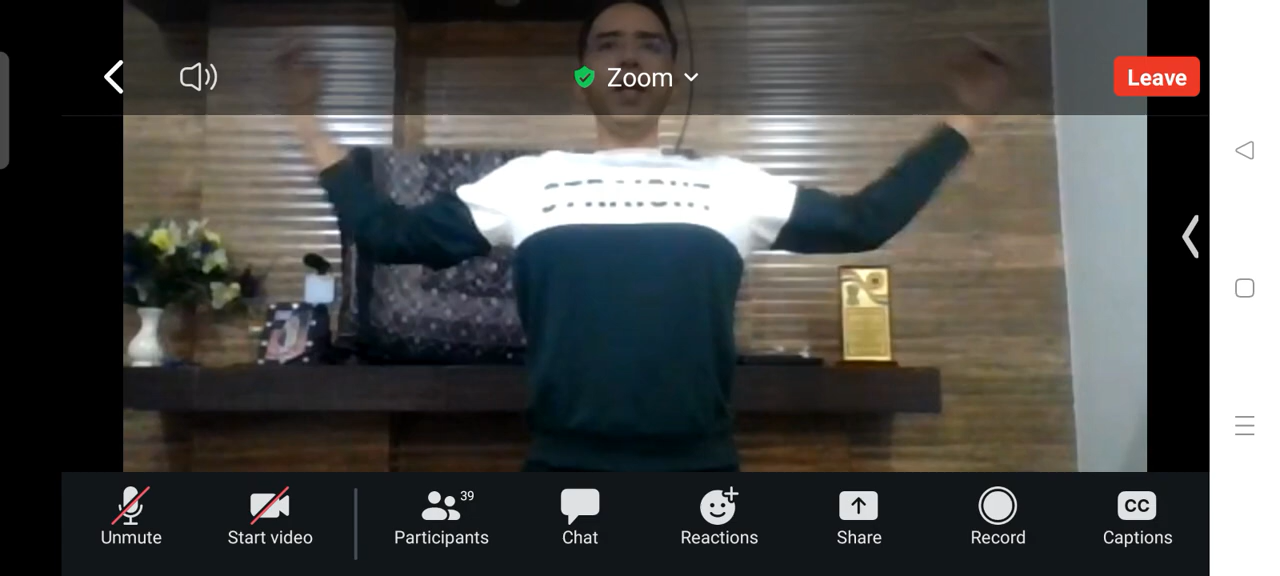 Zoom
Leave
39
Unmute
Start video
Participants
Chat
Reactions
Share
Record
CC
Captions